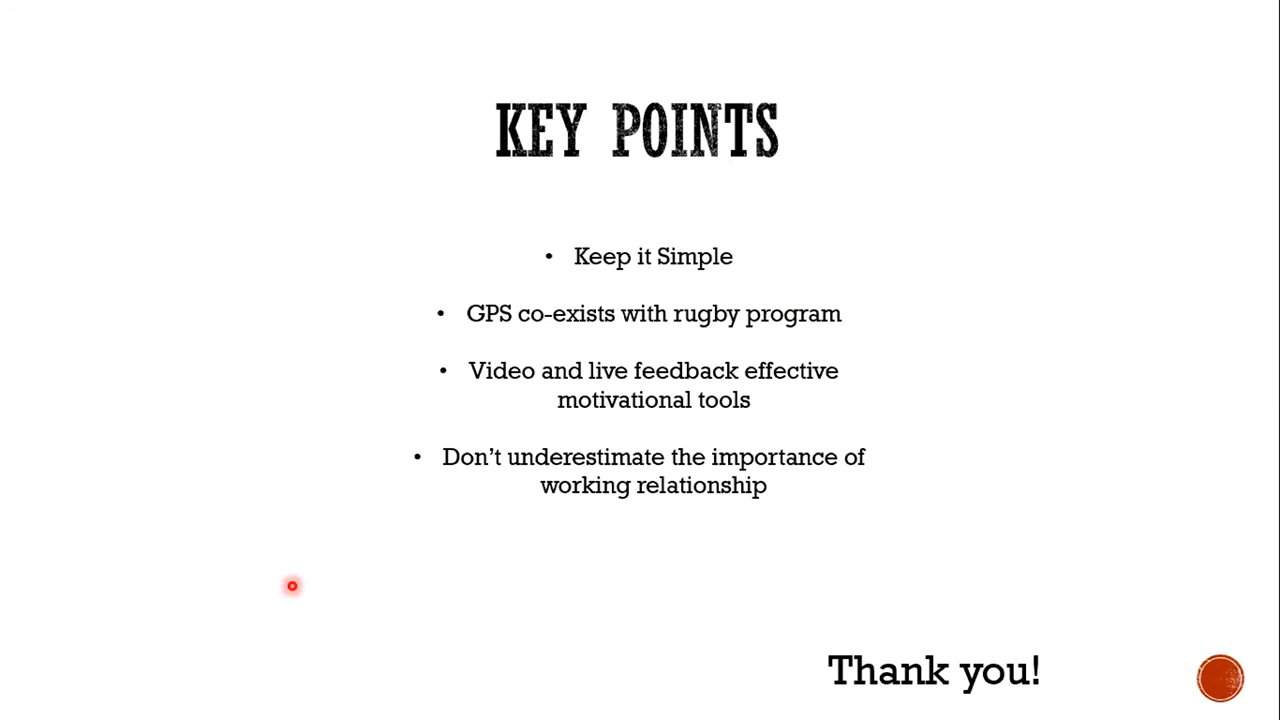 KEY POINTS
• Keep it Simple
• GPS co-exists with rugby program
• Video and live feedback effective
motivational tools
• Don’t underestimate the importance of
working relationship
Thank you!